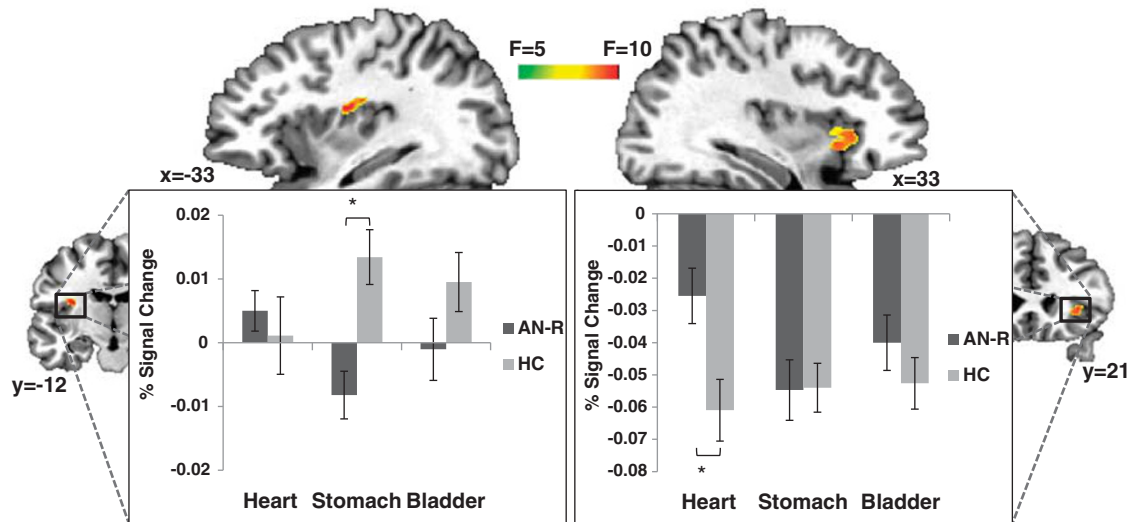 F=5 F=10
x=-33
x=33
y=-12
y=21
% Signal Change
0.02
0.01
0
-0.01
-0.02
*
AN-R
HC
Heart Stomach Bladder
% Signal Change
0
-0.01
-0.02
-0.03
-0.04
-0.05
-0.06
-0.07
-0.08
*
AN-R
HC
Heart Stomach Bladder